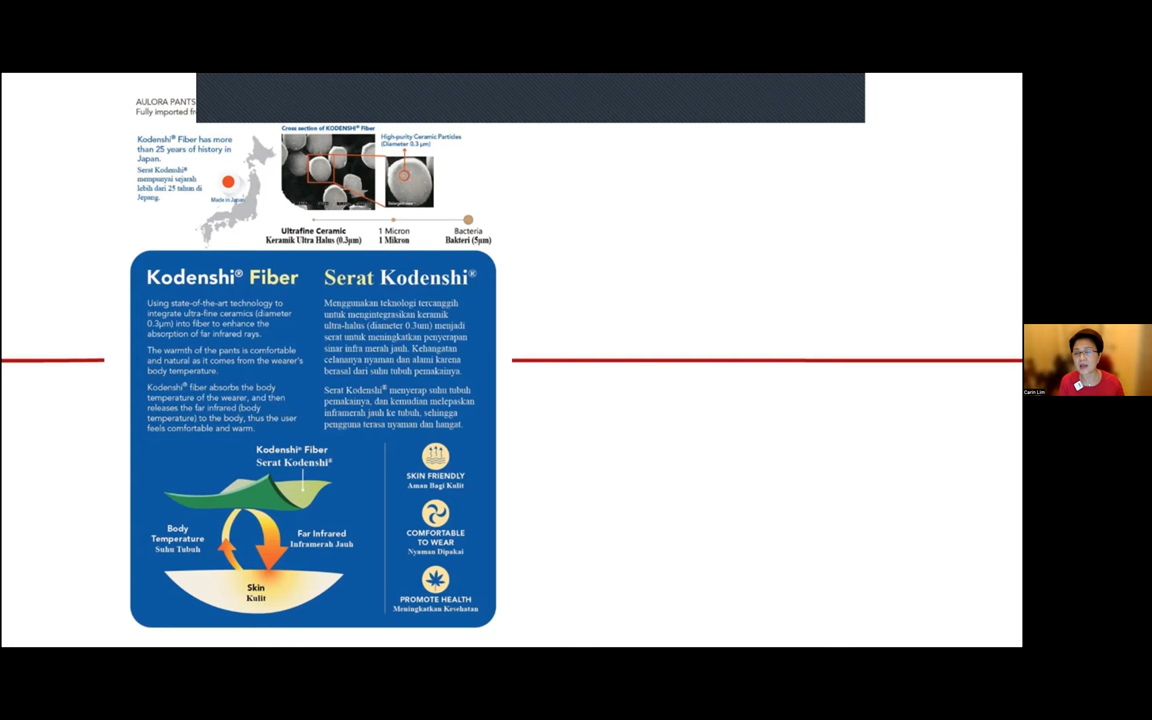 AULORA PANTS
Fully imported
Kodenshi® Fiber has more
than 25 years of history in
Japan.
Serat Kodenshi®
mempunyai sejarah
lebih dari 25 tahun di
Jepang.
Made in Japan
Cross section of KODENSHI® Fiber
High-purity Ceramic Particles
(Diameter 0.3 μm)
Ultrafine Ceramic
Keramik Ultra Halus (0.3μm)
1 Micron
1 Mikron
Bacteria
Bakteri (5μm)
Kodenshi® Fiber
Using state-of-the-art technology to
integrate ultra-fine ceramics (diameter
0.3μm) into fiber to enhance the
absorption of far infrared rays.
The warmth of the pants is comfortable
and natural as it comes from the wearer's
body temperature.
Kodenshi® fiber absorbs the body
temperature of the wearer, and then
releases the far infrared (body
temperature) to the body, thus the user
feels comfortable and warm.
Serat Kodenshi®
Menggunakan teknologi tercanggih
untuk mengintegrasikan keramik
ultra-halus (diameter 0.3um) menjadi
serat untuk meningkatkan penyerapan
sinar infra merah jauh. Kehangatan
celananya nyaman dan alami karena
berasal dari suhu tubuh pemakainya.
Serat Kodenshi® menyerap suhu tubuh
pemakainya, dan kemudian melepaskan
inframerah jauh ke tubuh, sehingga
pengguna terasa nyaman dan hangat.
Kodenshi® Fiber
Serat Kodenshi®
Body
Temperature
Suhu Tubuh
Far Infrared
Inframerah Jauh
Skin
Kulit
SKIN FRIENDLY
Aman Bagi Kulit
COMFORTABLE
TO WEAR
Nyaman Dipakai
PROMOTE HEALTH
Meningkatkan Kesehatan
Carin Lim